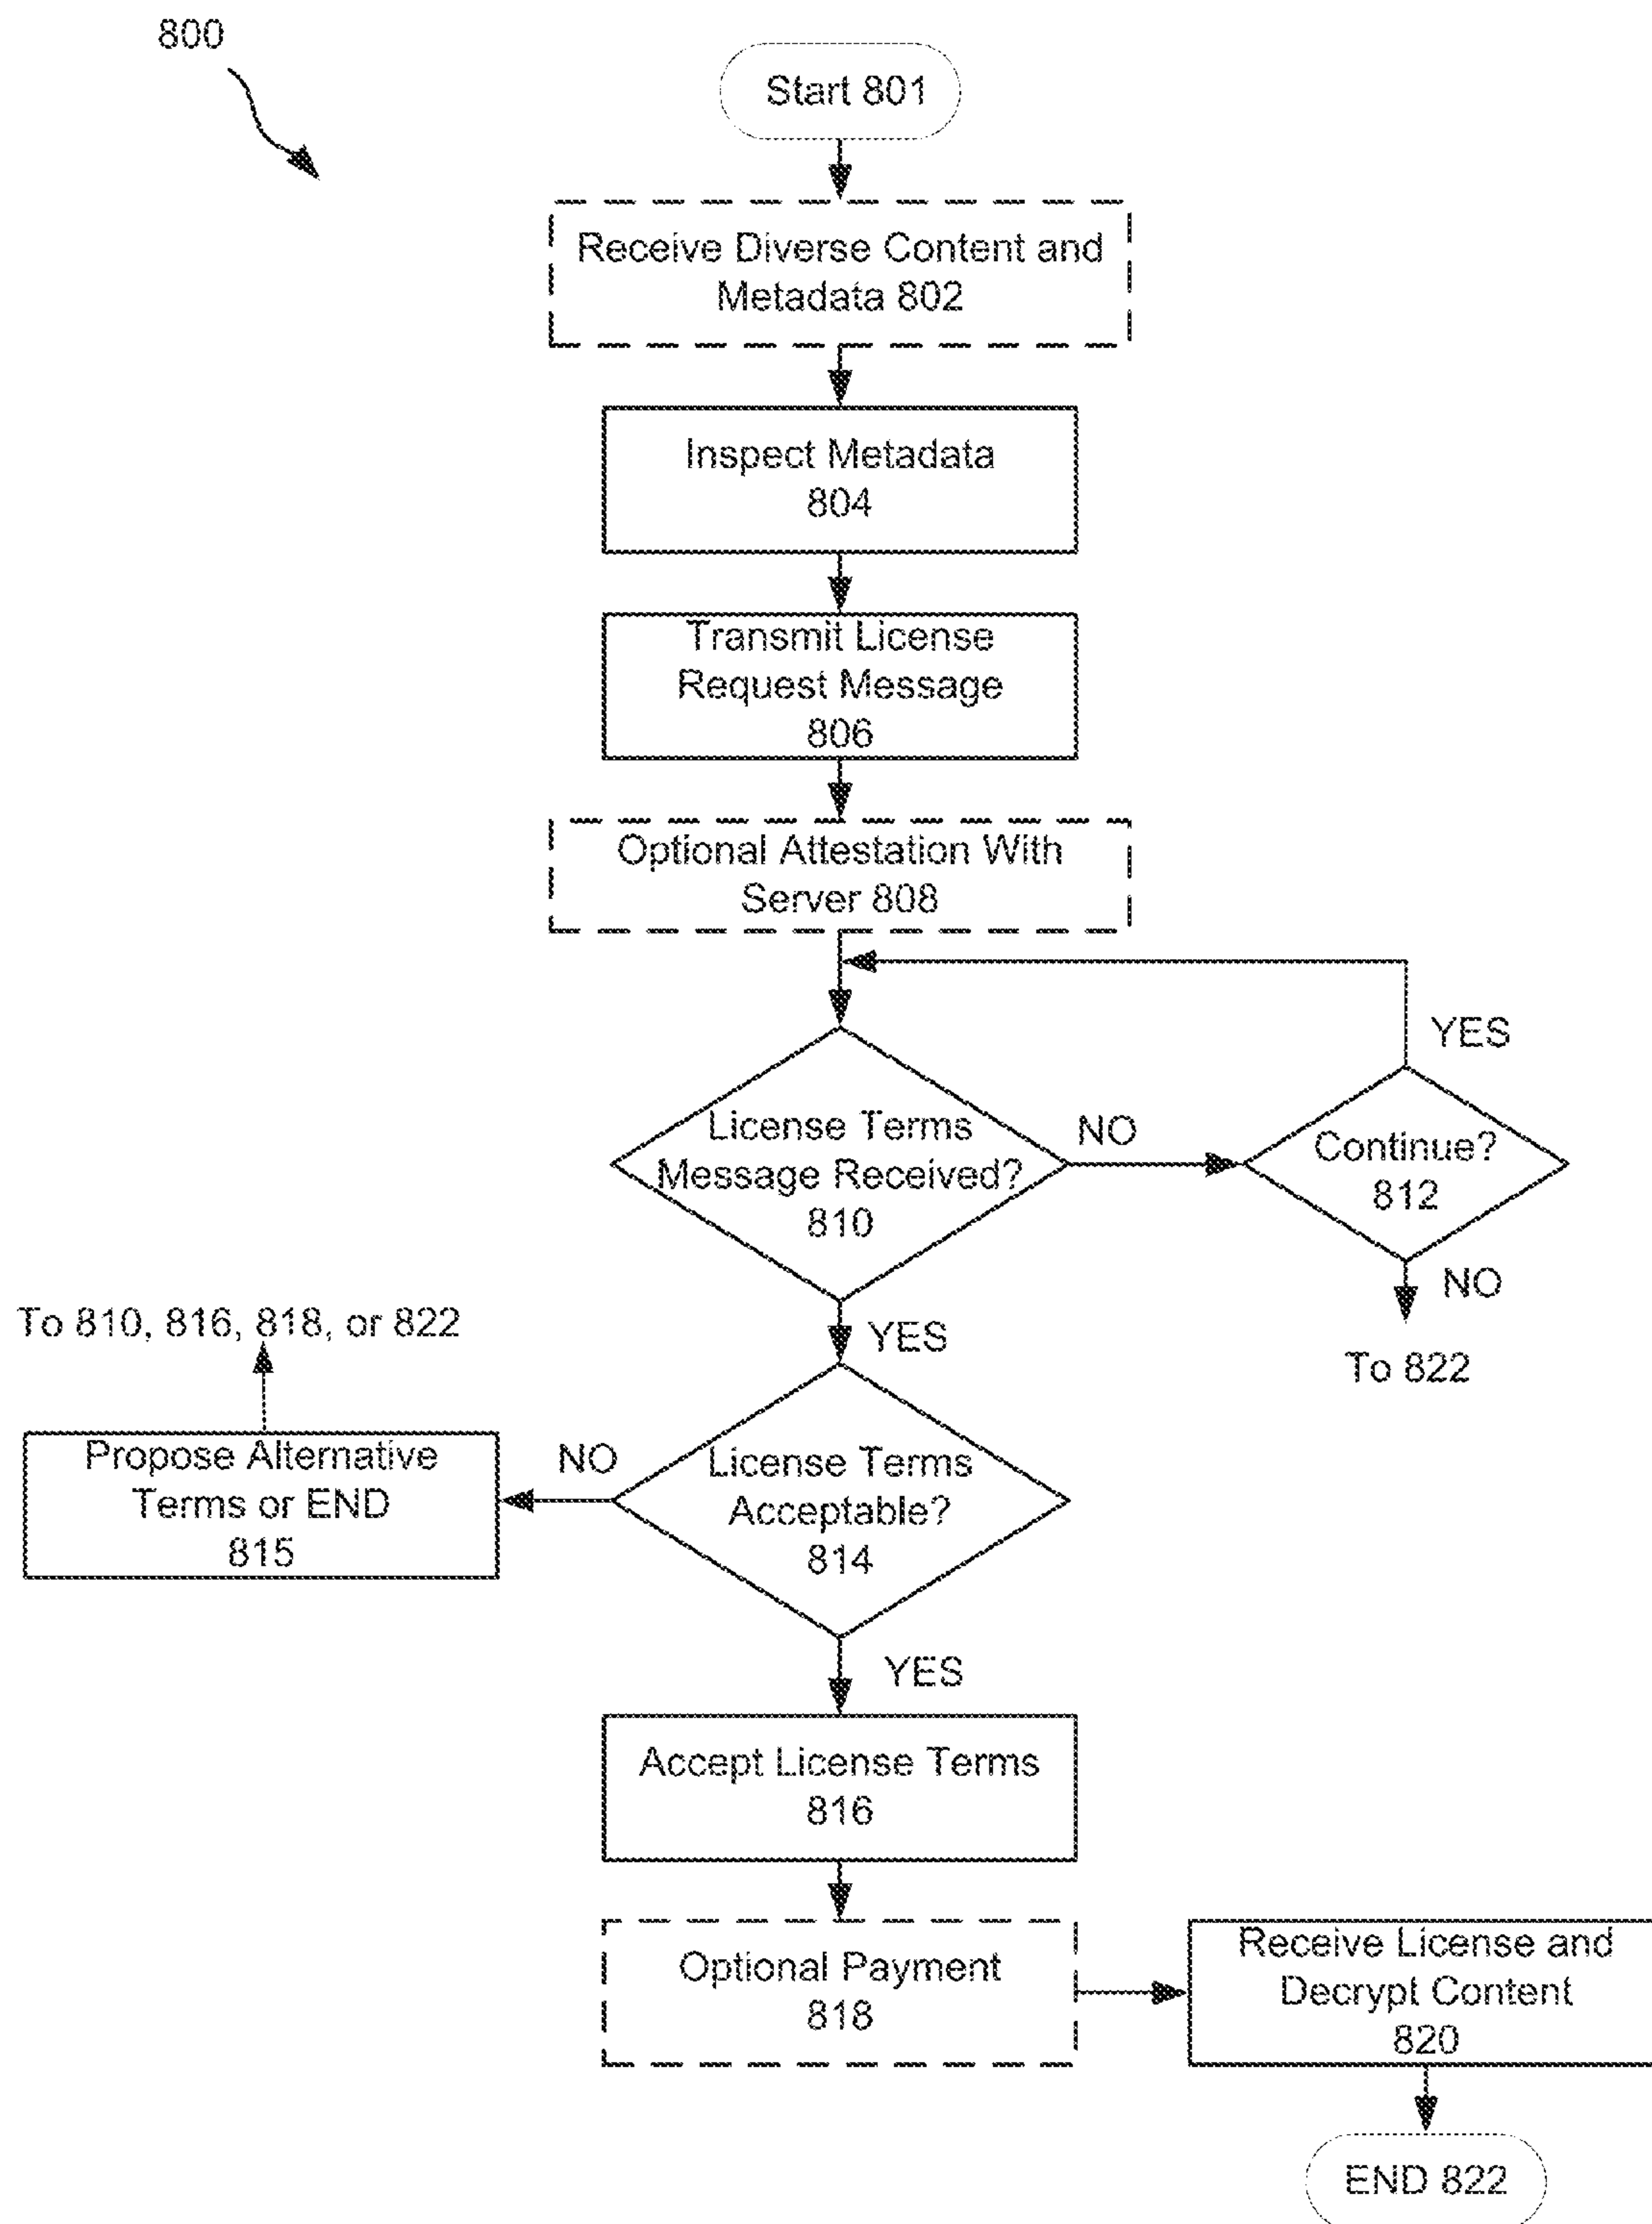 800
Start 801
Receive Diverse Content and
Metadata 802
Inspect Metadata
804
Transmit License
Request Message
806
Optional Attestation With
Server 808
YES
License Terms
Message Received?
810
NO
Continue?
812
NO
To 822
YES
To 810, 816, 818, or 822
Propose Alternative
Terms or END
815
NO
License Terms
Acceptable?
814
YES
Accept License Terms
816
Optional Payment
818
Receive License and
Decrypt Content
820
END 822